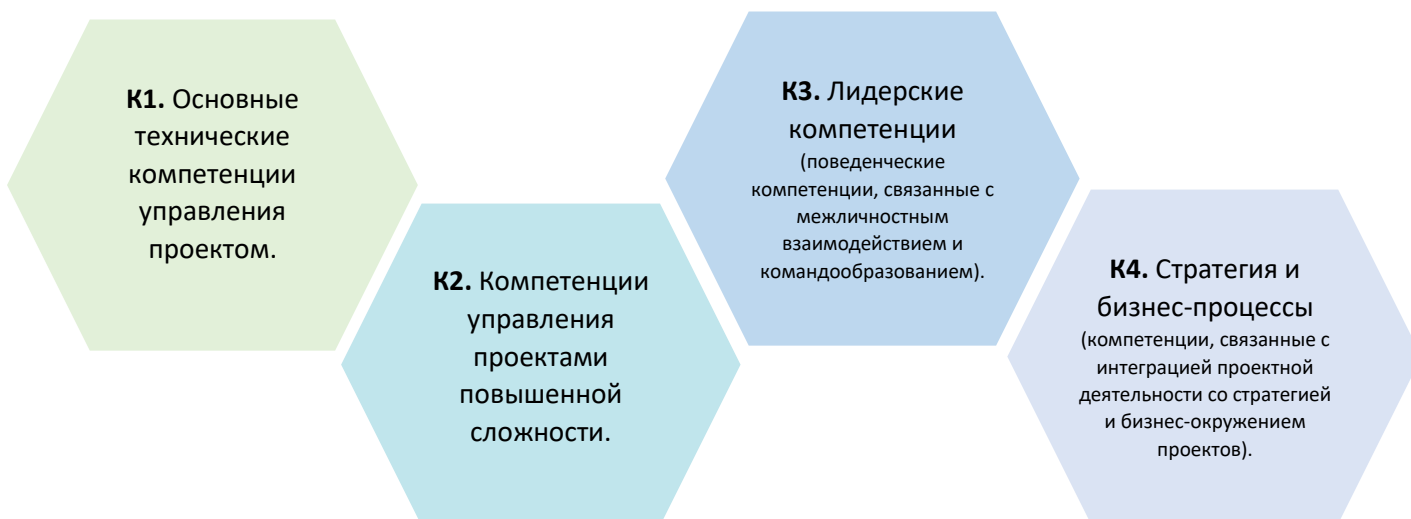 К1. Основные
технические
компетенции
управления
проектом.
К2. Компетенции
управления
проектами
повышенной
сложности.
К3. Лидерские
компетенции
(поведенческие
компетенции, связанные с
межличностным
взаимодействием и
командообразованием).
К4. Стратегия и
бизнес-процессы
(компетенции, связанные с
интеграцией проектной
деятельности со стратегией
и бизнес-окружением
проектов).